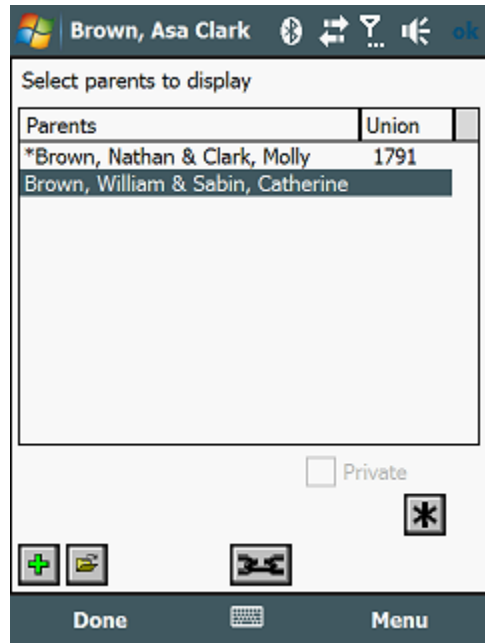 Brown, Asa Clark ok
Select parents to display
Parents Union
*Brown, Nathan & Clark, Molly 1791
Brown, William & Sabin, Catherine
Private
Done Menu